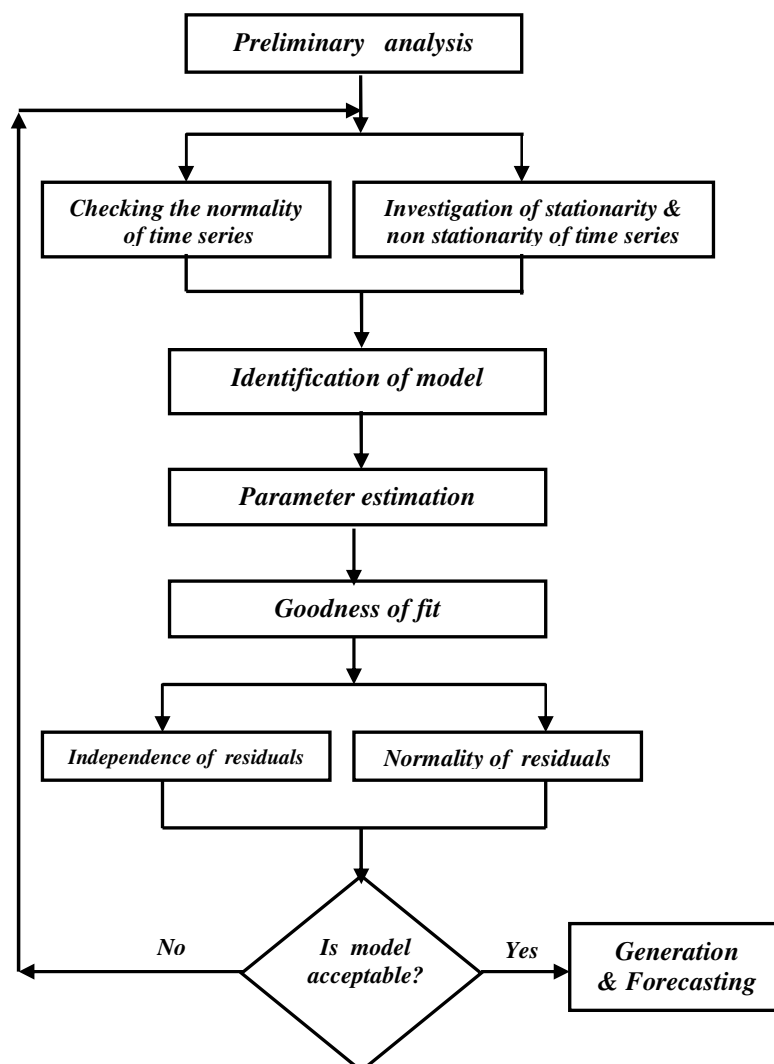 Preliminary analysis
Checking the normality
of time series
Investigation of stationarity &
non stationarity of time series
Identification of model
Parameter estimation
Goodness of fit
Independence of residuals
Normality of residuals
No
Is model
acceptable?
Yes
Generation
& Forecasting